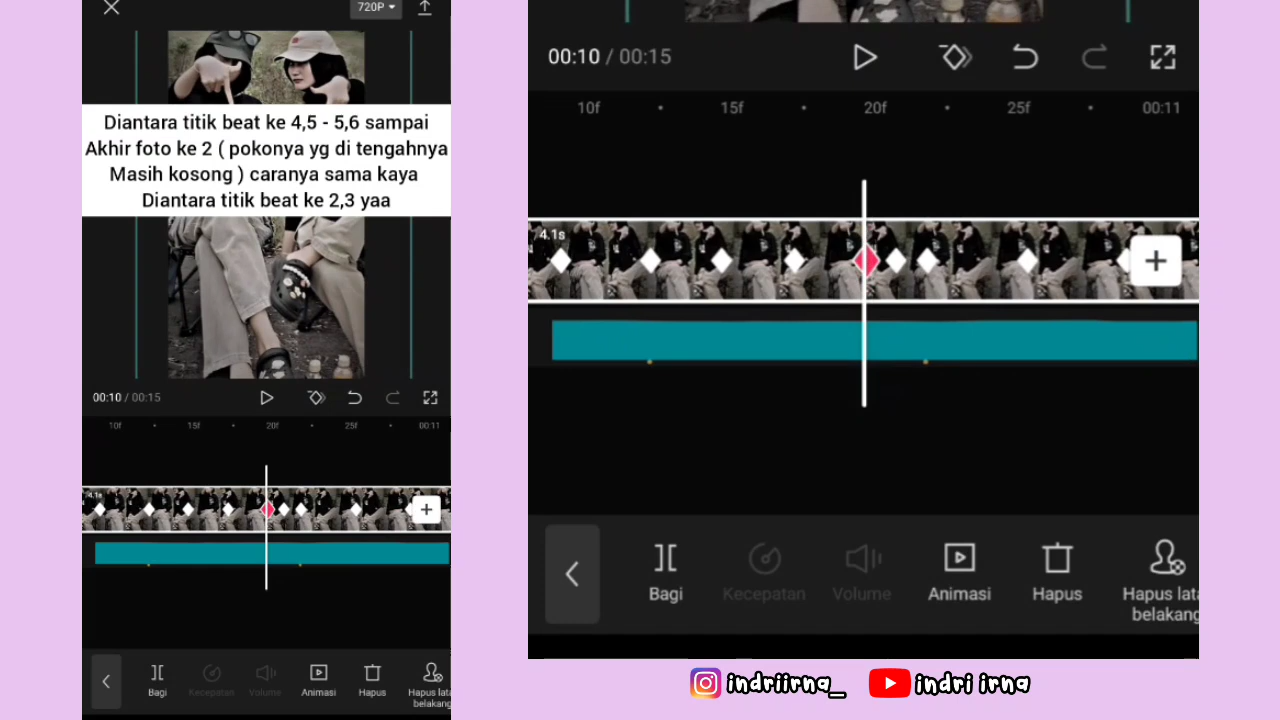 720P
Diantara titik beat ke 4,5 - 5,6 sampai
Akhir foto ke 2 ( pokonya yg di tengahnya
Masih kosong ) caranya sama kaya
Diantara titik beat ke 2,3 yaa
00:10 / 00:15
10f 15f 20f 25f 00:11
4.1s
Bagi Kecepatan Volume Animasi Hapus Hapus lata
belakang
00:10 / 00:15
10f 15f 20f 25f 00:11
4.1s
Bagi Kecepatan Volume Animasi Hapus Hapus lata
belakang
indriirna_ indri irna